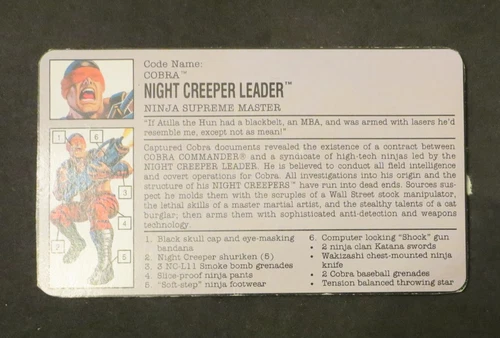 Code Name:
COBRA™
NIGHT CREEPER LEADER™
NINJA SUPREME MASTER
"If Atilla the Hun had a blackbelt, an MBA, and was armed with lasers he'd
resemble me, except not as mean!"
Captured Cobra documents revealed the existence of a contract between
COBRA COMMANDER® and a syndicate of high-tech ninjas led by the
NIGHT CREEPER LEADER. He is believed to conduct all field intelligence
and covert operations for Cobra. All investigations into his origin and the
structure of his NIGHT CREEPERS™ have run into dead ends. Sources sus-
pect he molds them with the scruples of a Wall Street stock manipulator,
the lethal skills of a master martial artist, and the stealthy talents of a cat
burglar; then arms them with sophisticated anti-detection and weapons
technology.
1 6
3
4
2 5
1. Black skull cap and eye-masking
bandana
2. Night Creeper shuriken (5)
3. 3 NC-L11 Smoke bomb grenades
4. Slice-proof ninja pants
5. "Soft-step" ninja footwear
6. Computer locking "Shock" gun
• 2 ninja clan Katana swords
• Wakizashi chest-mounted ninja
knife
• 2 Cobra baseball grenades
• Tension balanced throwing star